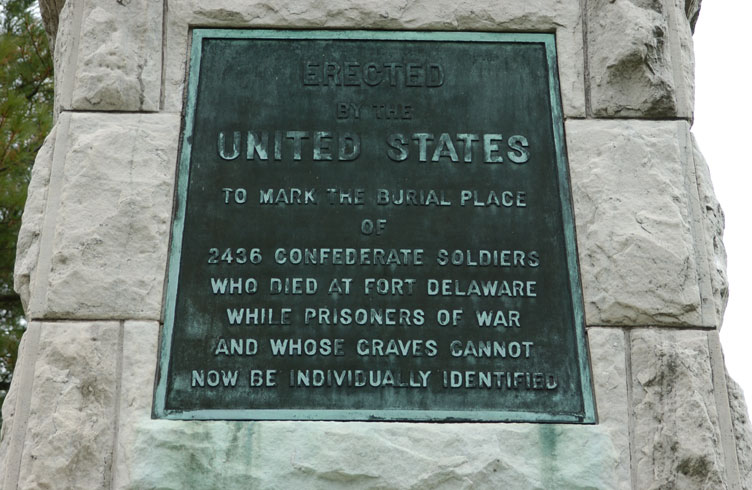 ERECTED
BY THE
UNITED STATES
TO MARK THE BURIAL PLACE
OF
2436 CONFEDERATE SOLDIERS
WHO DIED AT FORT DELAWARE
WHILE PRISONERS OF WAR
AND WHOSE GRAVES CANNOT
NOW BE INDIVIDUALLY IDENTIFIED